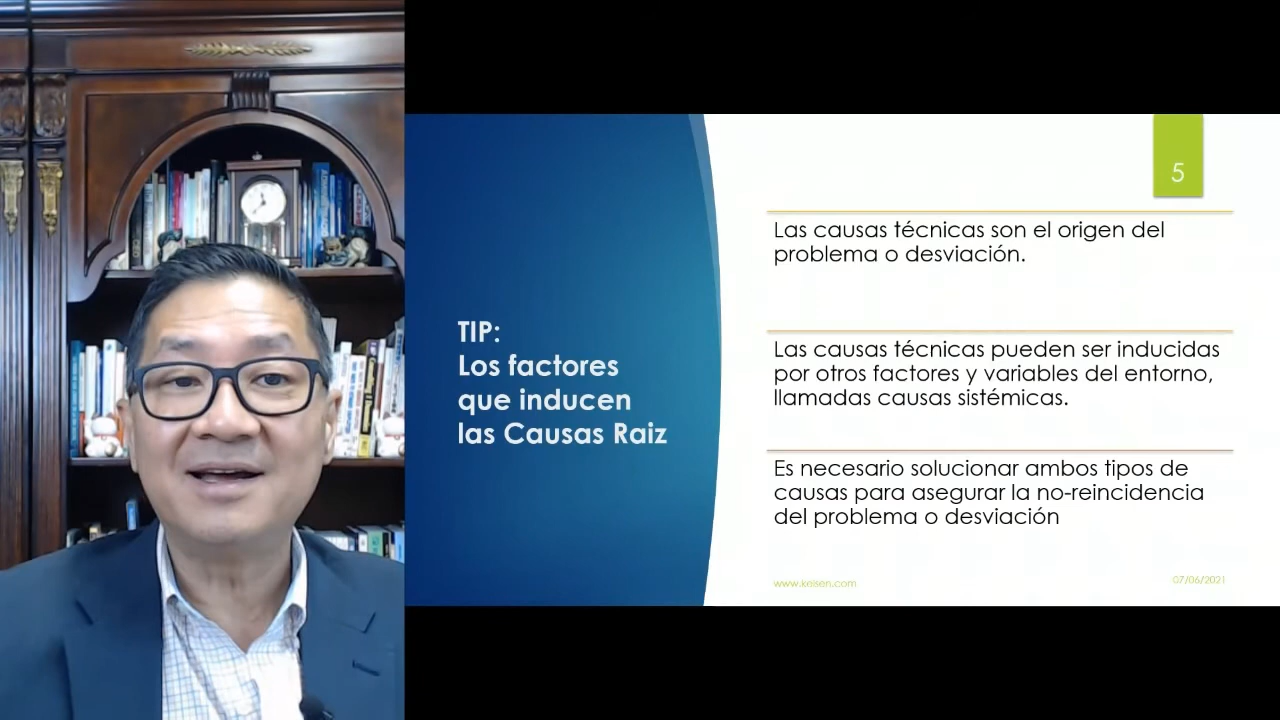 5
TIP:
Los factores
que inducen
las Causas Raiz
Las causas técnicas son el origen del
problema o desviación.
Las causas técnicas pueden ser inducidas
por otros factores y variables del entorno,
llamadas causas sistémicas.
Es necesario solucionar ambos tipos de
causas para asegurar la no-reincidencia
del problema o desviación
www.keisen.com
07/06/2021